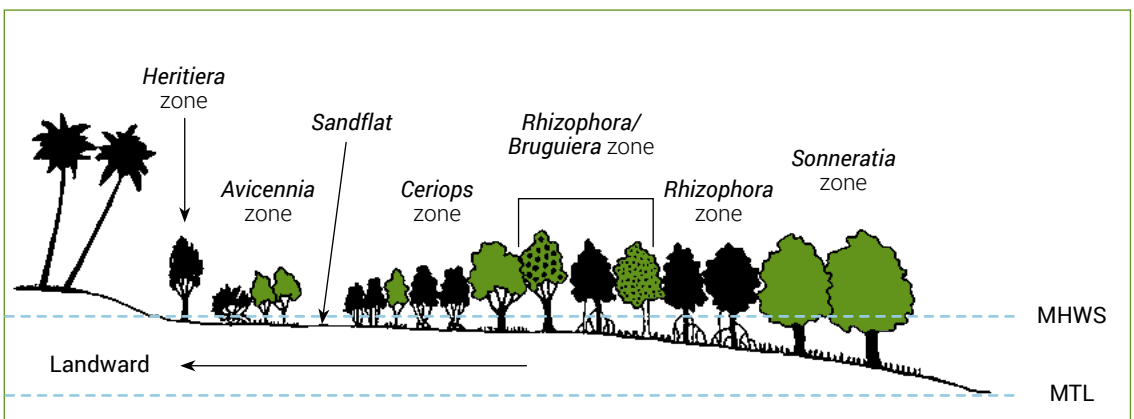 Heritiera
zone
Sandflat
Rhizophora/
Bruguiera zone
Sonneratia
zone
Avicennia
zone
Ceriops
zone
Rhizophora
zone
MHWS
Landward
MTL